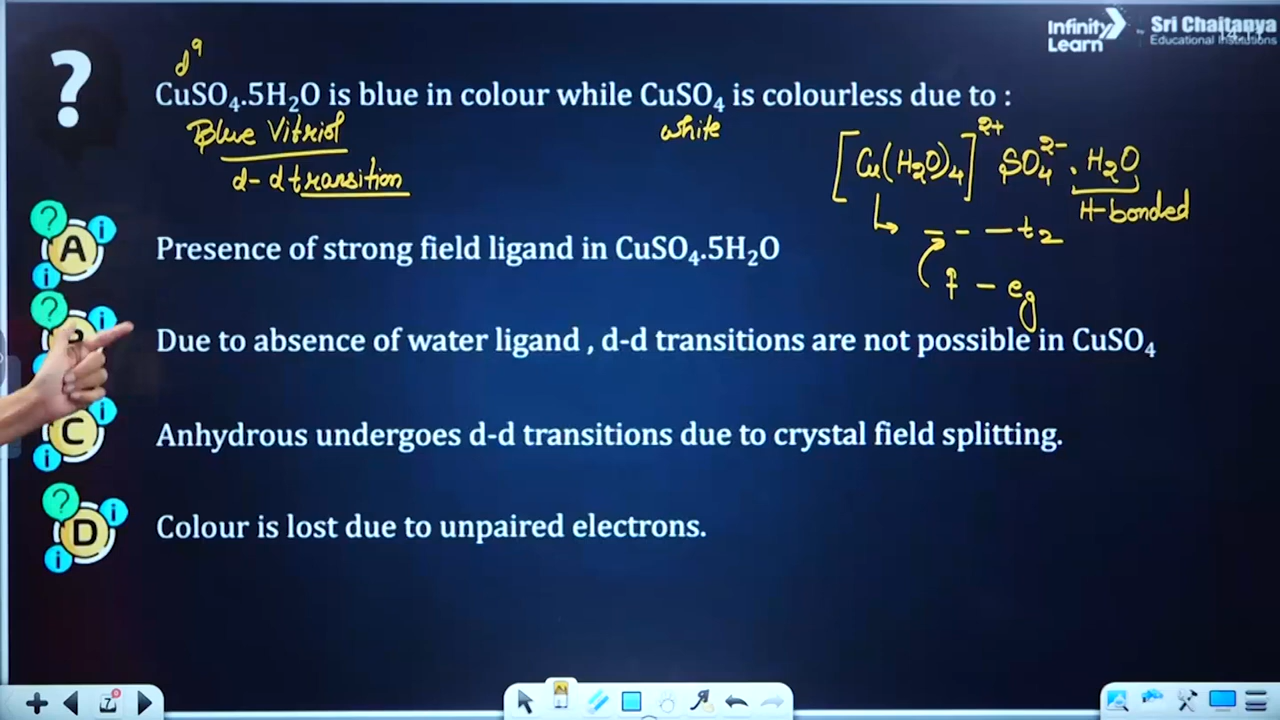 Infinity Learn by Sri Chaitanya Educational Institutions
?
d⁹
CuSO₄.5H₂O is blue in colour while CuSO₄ is colourless due to :
Blue Vitriol
white
d-d transition
[Cu(H₂O)₄]²⁺ SO₄²⁻ . H₂O
H-bonded
t₂
eg
A Presence of strong field ligand in CuSO₄.5H₂O
Due to absence of water ligand , d-d transitions are not possible in CuSO₄
C Anhydrous undergoes d-d transitions due to crystal field splitting.
D Colour is lost due to unpaired electrons.
7